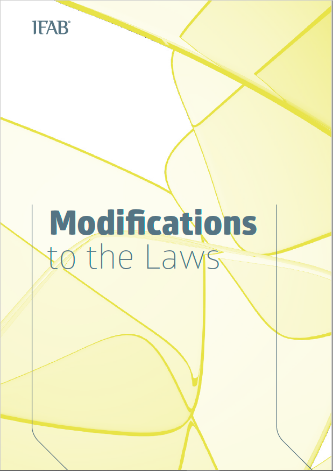 IFAB
Modifications
to the Laws